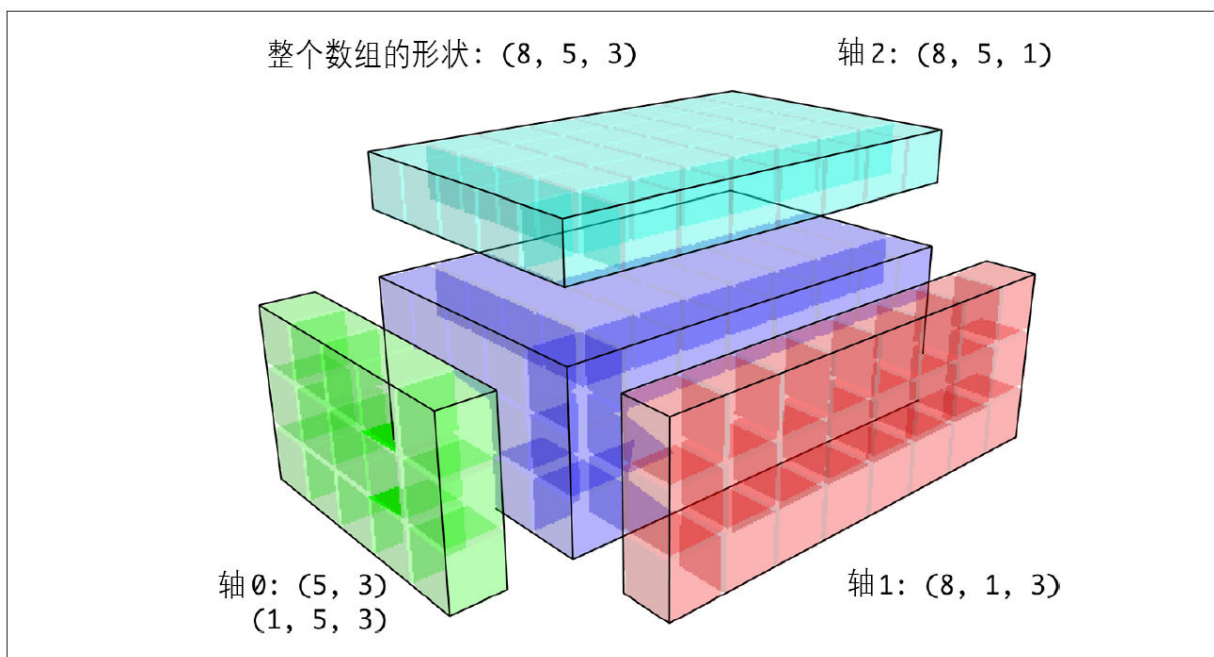 整个数组的形状: (8, 5, 3)
轴2: (8, 5, 1)
轴0: (5, 3)
(1, 5, 3)
轴1: (8, 1, 3)